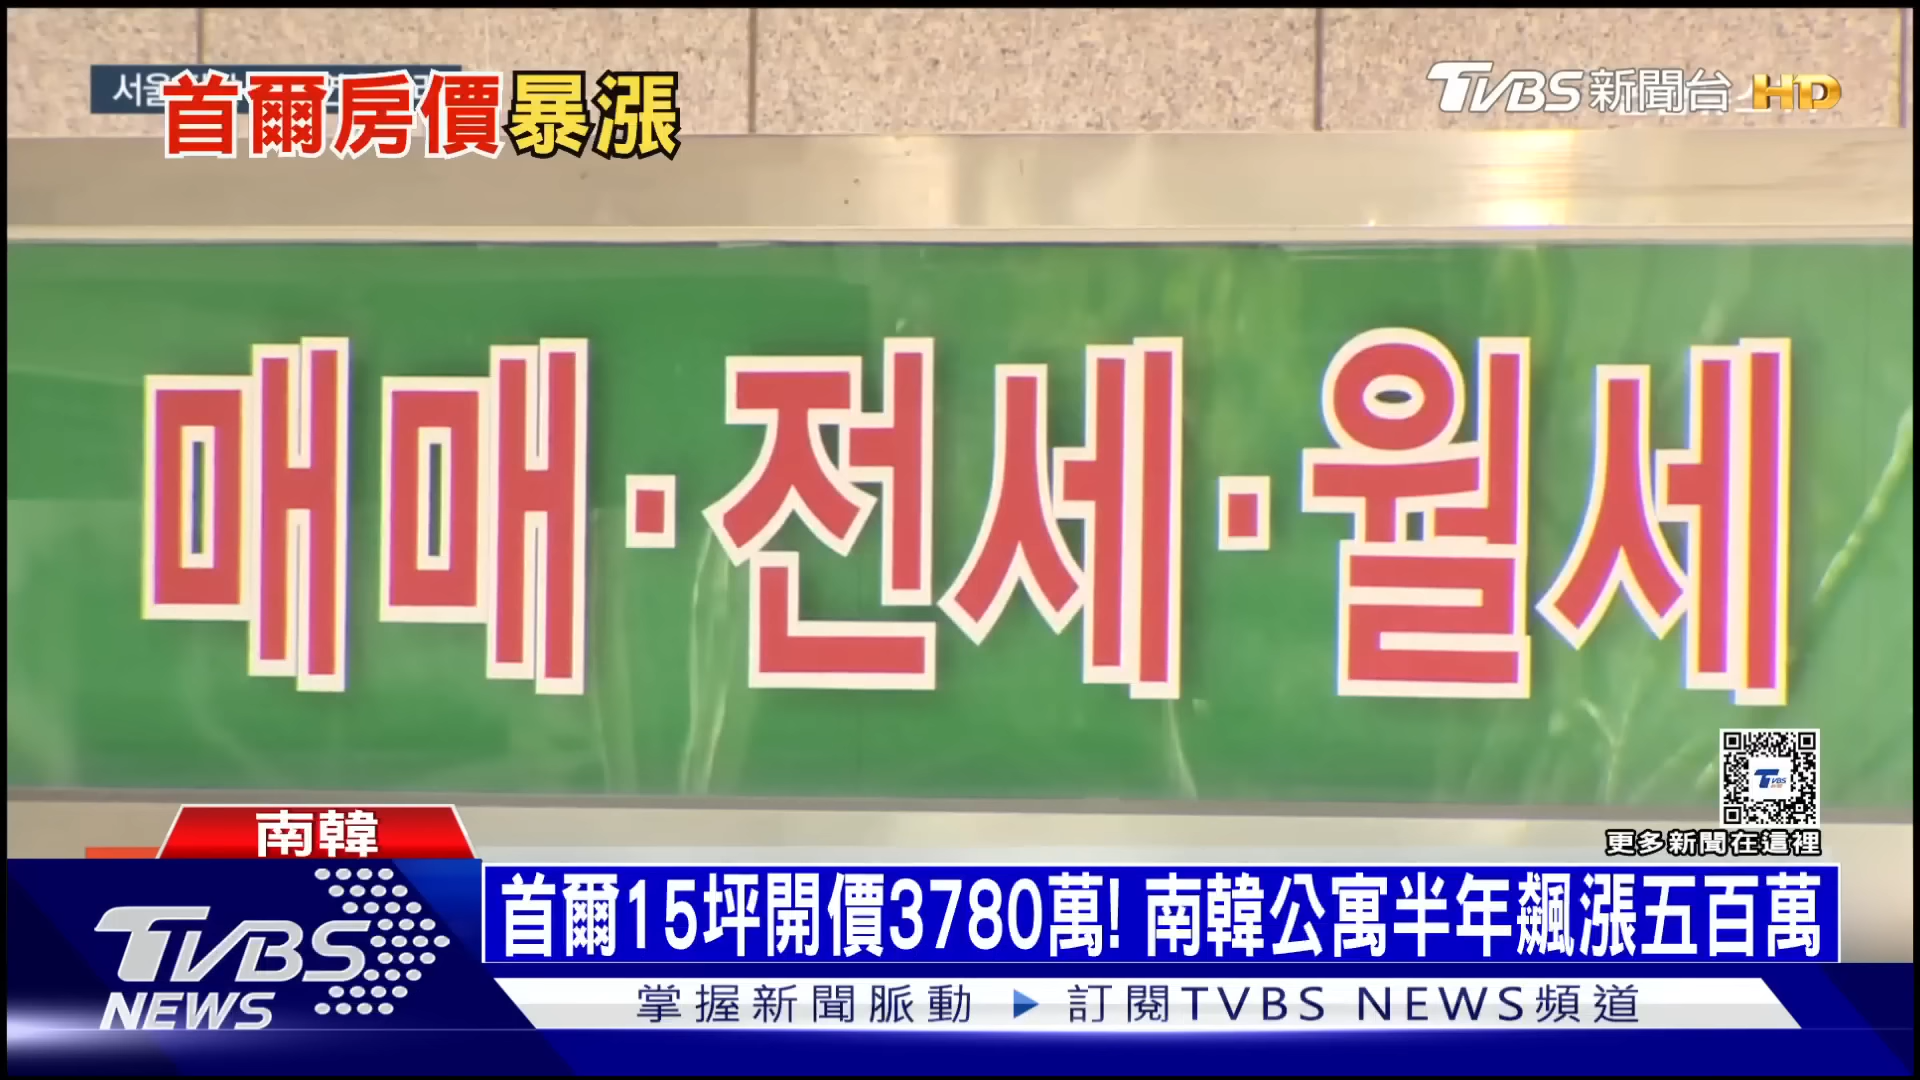 서울
首爾房價暴漲
TVBS新聞台 HD
매매·전세·월세
TVBS
更多新聞在這裡
南韓
首爾15坪開價3780萬! 南韓公寓半年飆漲五百萬
TVBS NEWS
掌握新聞脈動 ▶ 訂閱TVBS NEWS頻道